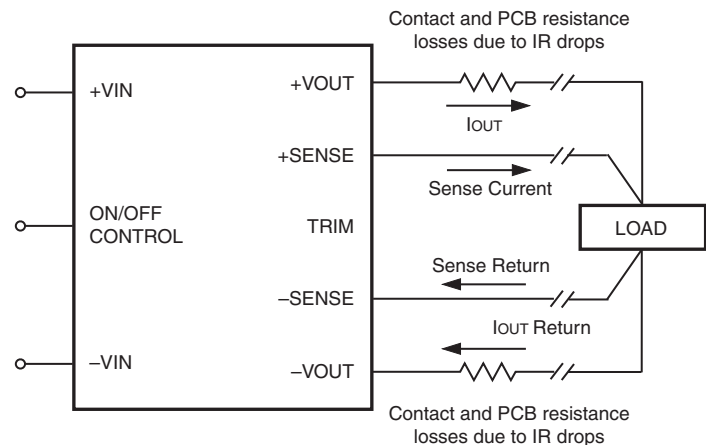 Contact and PCB resistance
losses due to IR drops
+VOUT
+VIN
IOUT
+SENSE
Sense Current
ON/OFF
CONTROL
TRIM
LOAD
Sense Return
–SENSE
IOUT Return
–VIN
–VOUT
Contact and PCB resistance
losses due to IR drops